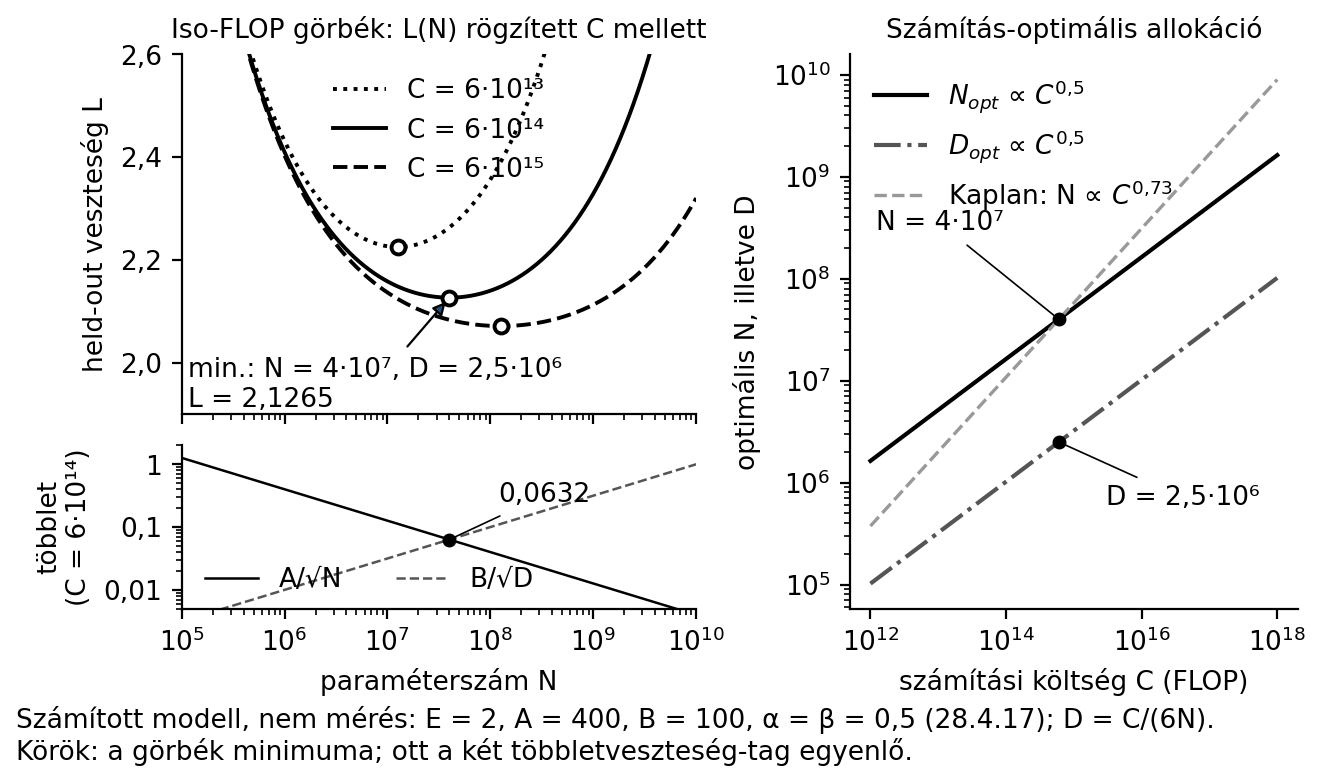 Iso-FLOP görbék: L(N) rögzített C mellett
held-out veszteség L
2,6
2,4
2,2
2,0
C = 6·10¹³
C = 6·10¹⁴
C = 6·10¹⁵
min.: N = 4·10⁷, D = 2,5·10⁶
L = 2,1265
többlet
(C = 6·10¹⁴)
1
0,1
0,01
0,0632
A/√N
B/√D
10⁵ 10⁶ 10⁷ 10⁸ 10⁹ 10¹⁰
paraméterszám N
Számítás-optimális allokáció
optimális N, illetve D
10¹⁰
10⁹
10⁸
10⁷
10⁶
10⁵
N_opt ∝ C^0,5
D_opt ∝ C^0,5
Kaplan: N ∝ C^0,73
N = 4·10⁷
D = 2,5·10⁶
10¹² 10¹⁴ 10¹⁶ 10¹⁸
számítási költség C (FLOP)
Számított modell, nem mérés: E = 2, A = 400, B = 100, α = β = 0,5 (28.4.17); D = C/(6N).
Körök: a görbék minimuma; ott a két többletveszteség-tag egyenlő.